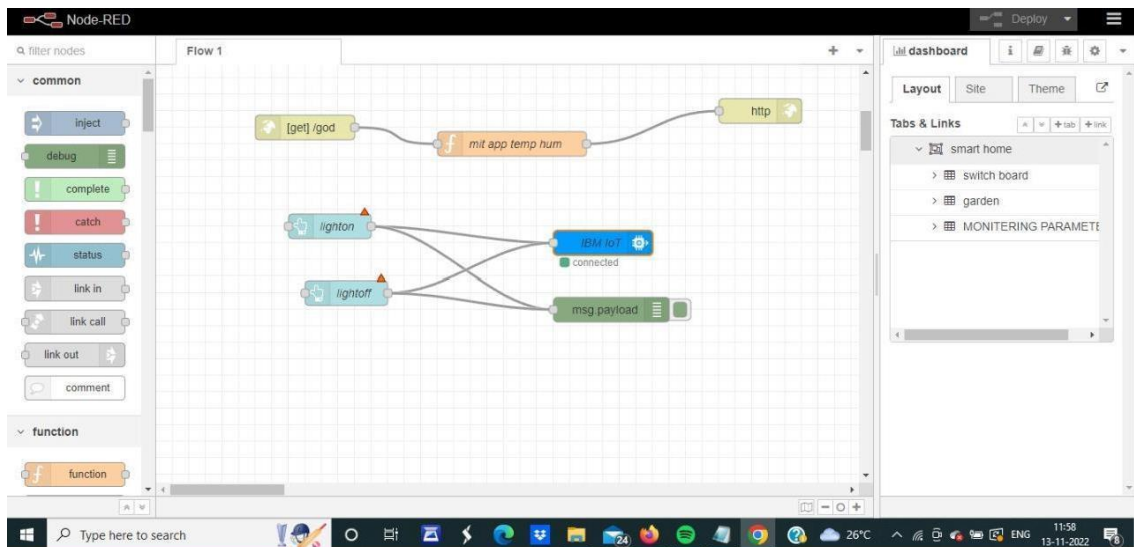 Node-RED
Deploy
filter nodes
Flow 1
dashboard
common
Layout
Site
Theme
inject
[get] /god
http
Tabs & Links
tab
link
debug
mit app temp hum
smart home
complete
switch board
garden
catch
lighton
MONITERING PARAMETE
status
IBM IoT
connected
link in
lightoff
link call
msg.payload
link out
comment
function
function
Type here to search
24
26°C
ENG
11:58
13-11-2022